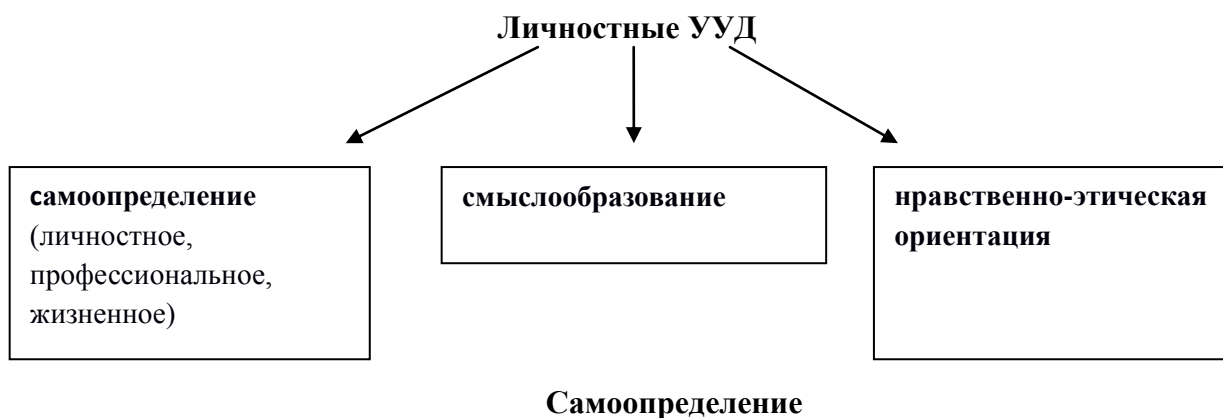 Личностные УУД
самоопределение
(личностное,
профессиональное,
жизненное)
смыслообразование
нравственно-этическая
ориентация
Самоопределение